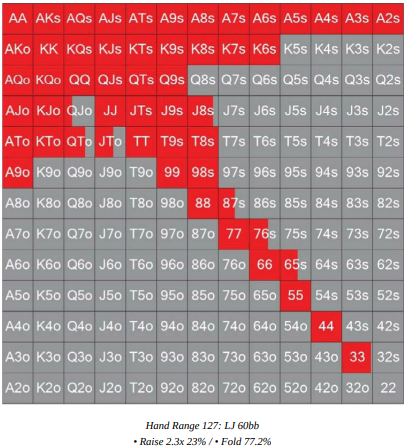 AA AKs AQs AJs ATs A9s A8s A7s A6s A5s A4s A3s A2s
AKo KK KQs KJs KTs K9s K8s K7s K6s K5s K4s K3s K2s
AQo KQo QQ QJs QTs Q9s Q8s Q7s Q6s Q5s Q4s Q3s Q2s
AJo KJo QJo JJ JTs J9s J8s J7s J6s J5s J4s J3s J2s
ATo KTo QTo JTo TT T9s T8s T7s T6s T5s T4s T3s T2s
A9o K9o Q9o J9o T9o 99 98s 97s 96s 95s 94s 93s 92s
A8o K8o Q8o J8o T8o 98o 88 87s 86s 85s 84s 83s 82s
A7o K7o Q7o J7o T7o 97o 87o 77 76s 75s 74s 73s 72s
A6o K6o Q6o J6o T6o 96o 86o 76o 66 65s 64s 63s 62s
A5o K5o Q5o J5o T5o 95o 85o 75o 65o 55 54s 53s 52s
A4o K4o Q4o J4o T4o 94o 84o 74o 64o 54o 44 43s 42s
A3o K3o Q3o J3o T3o 93o 83o 73o 63o 53o 43o 33 32s
A2o K2o Q2o J2o T2o 92o 82o 72o 62o 52o 42o 32o 22
Hand Range 127: LJ 60bb
• Raise 2.3x 23% / • Fold 77.2%